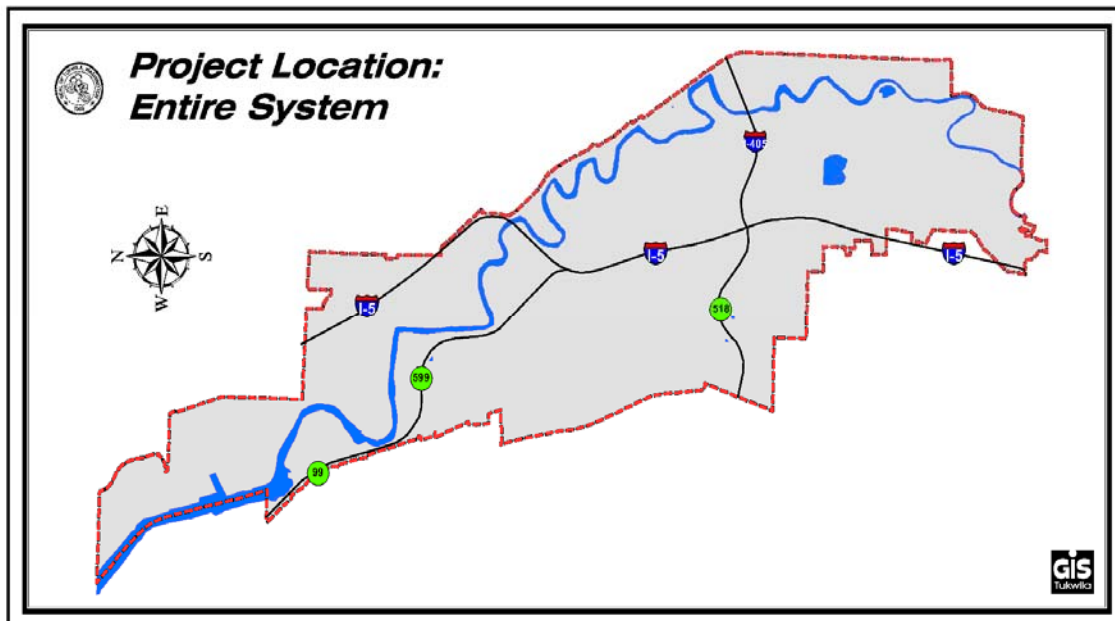 Project Location:
Entire System
E
N
S
W
I-405
I-5
I-5
I-5
518
599
99
GIS
Tukwila